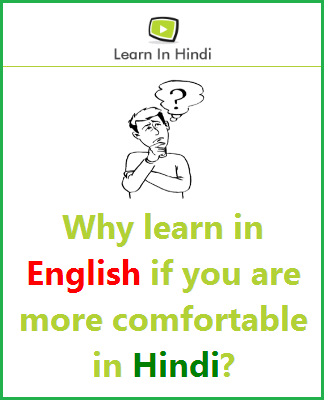 Learn In Hindi
?
Why learn in
English if you are
more comfortable
in Hindi?